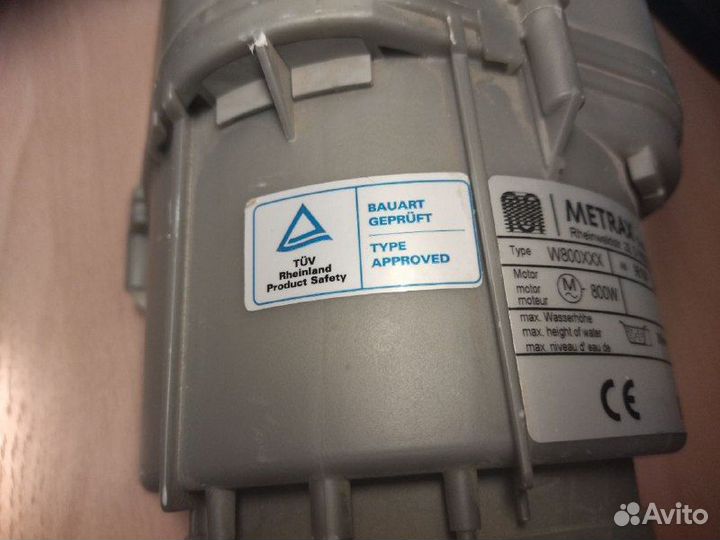 BAUART
GEPRÜFT
TYPE
APPROVED
TÜV
Rheinland
Product Safety
METRAX
Type W800XXX
Motor
motor
moteur
M
800W
max. Wasserhöhe
max. height of water
max. niveau d' eau de
CE
Avito